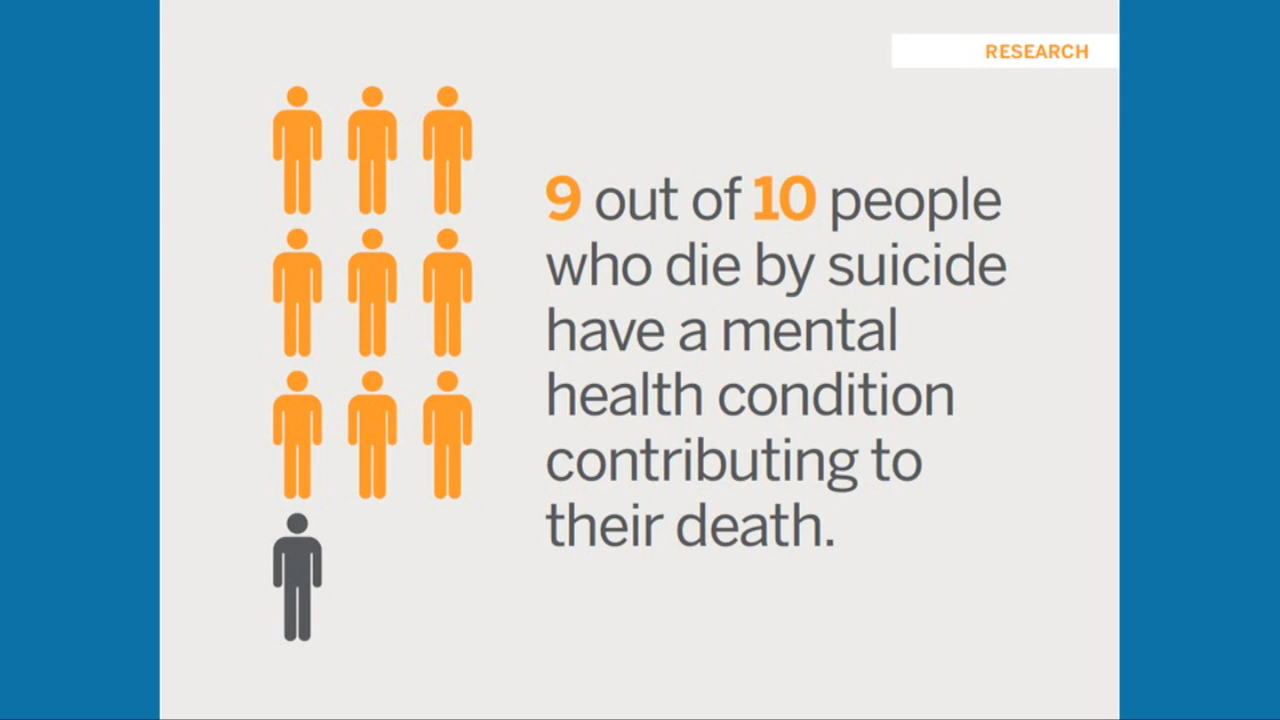 RESEARCH
9 out of 10 people
who die by suicide
have a mental
health condition
contributing to
their death.